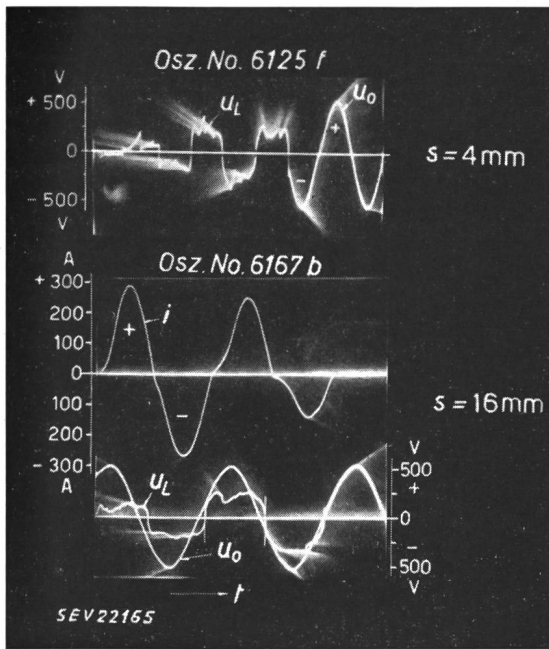 Osz. No. 6125 f
V
+ 500
0
- 500
V
u_L
u_0
+
-
s = 4 mm
Osz. No. 6167 b
A
+ 300
200
100
0
100
200
- 300
A
i
+
-
s = 16 mm
u_L
u_0
V
500
+
0
-
500
V
t
SEV22165